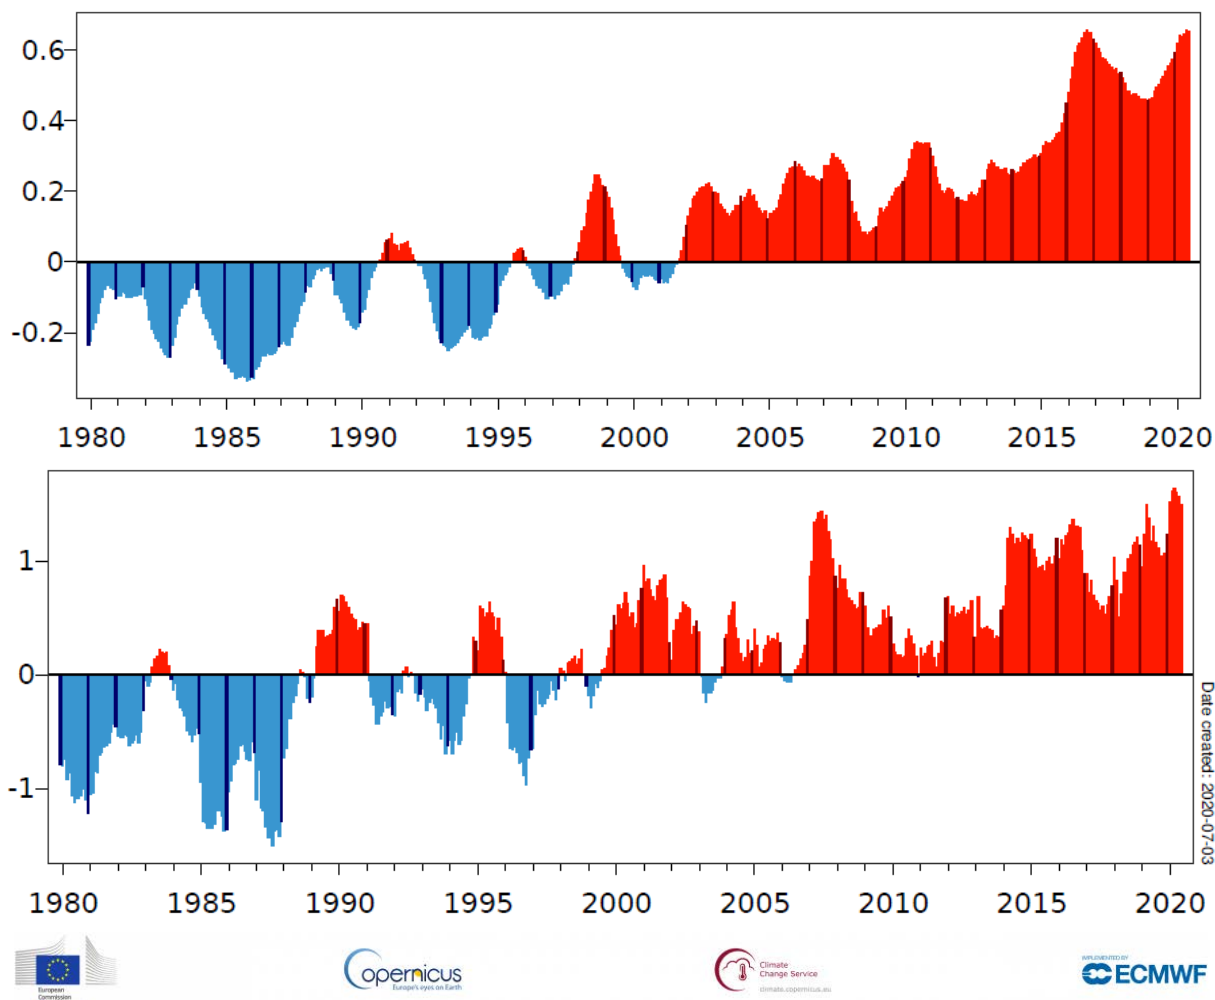 0.6
0.4
0.2
0
-0.2
1980 1985 1990 1995 2000 2005 2010 2015 2020
1
0
-1
1980 1985 1990 1995 2000 2005 2010 2015 2020
Date created: 2020-07-03
European
Commission
opernicus
Europe's eyes on Earth
Climate
Change Service
climate.copernicus.eu
IMPLEMENTED BY
ECMWF